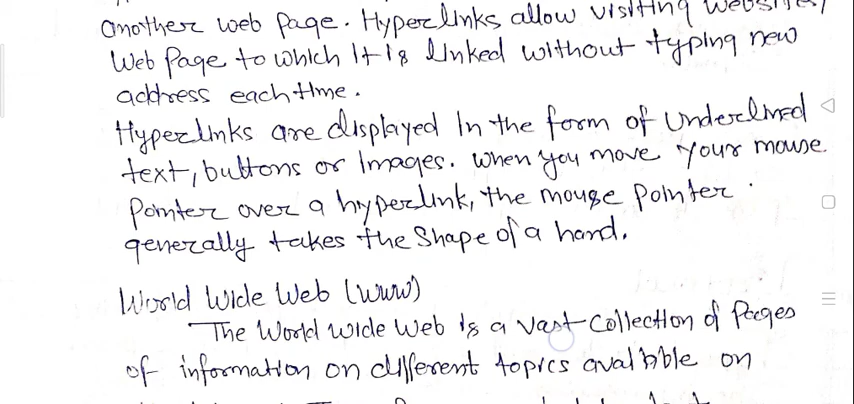 another web page. Hyperlinks allow visiting websites/
Web Page to which it is linked without typing new
address each time.
Hyperlinks are displayed in the form of underlined
text, buttons or images. When you move your mouse
pointer over a hyperlink, the mouse pointer
generally takes the shape of a hand.
World Wide Web (WWW)
The World Wide Web is a vast collection of Pages
of information on different topics avalible on